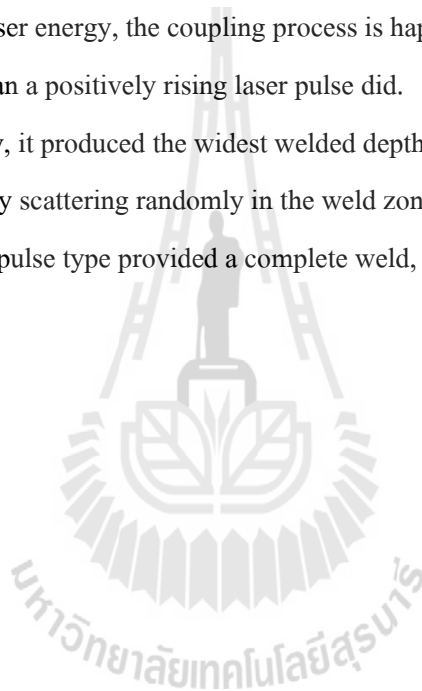 ser energy, the coupling process is hap
an a positively rising laser pulse did.
y, it produced the widest welded depth
y scattering randomly in the weld zon
pulse type provided a complete weld,
มหาวิทยาลัยเทคโนโลยีสุรนารี